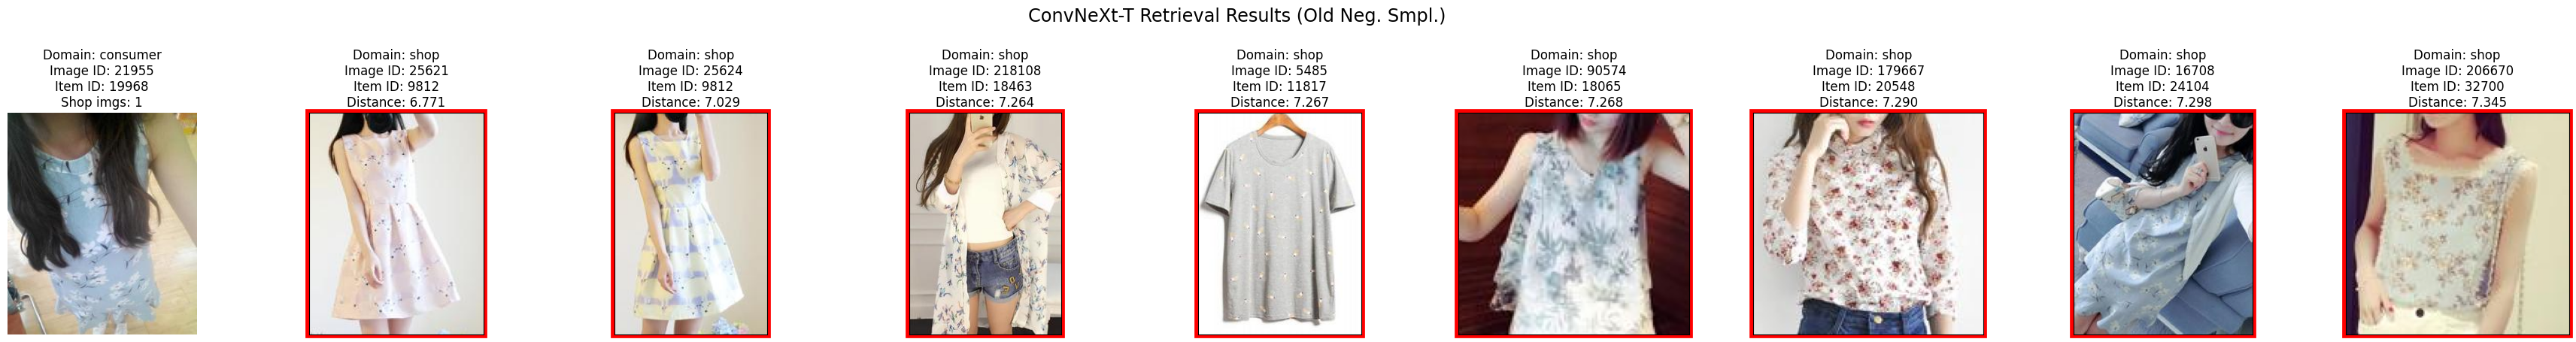 ConvNeXt-T Retrieval Results (Old Neg. Smpl.)
Domain: consumer
Image ID: 21955
Item ID: 19968
Shop imgs: 1
Domain: shop
Image ID: 25621
Item ID: 9812
Distance: 6.771
Domain: shop
Image ID: 25624
Item ID: 9812
Distance: 7.029
Domain: shop
Image ID: 218108
Item ID: 18463
Distance: 7.264
Domain: shop
Image ID: 5485
Item ID: 11817
Distance: 7.267
Domain: shop
Image ID: 90574
Item ID: 18065
Distance: 7.268
Domain: shop
Image ID: 179667
Item ID: 20548
Distance: 7.290
Domain: shop
Image ID: 16708
Item ID: 24104
Distance: 7.298
Domain: shop
Image ID: 206670
Item ID: 32700
Distance: 7.345